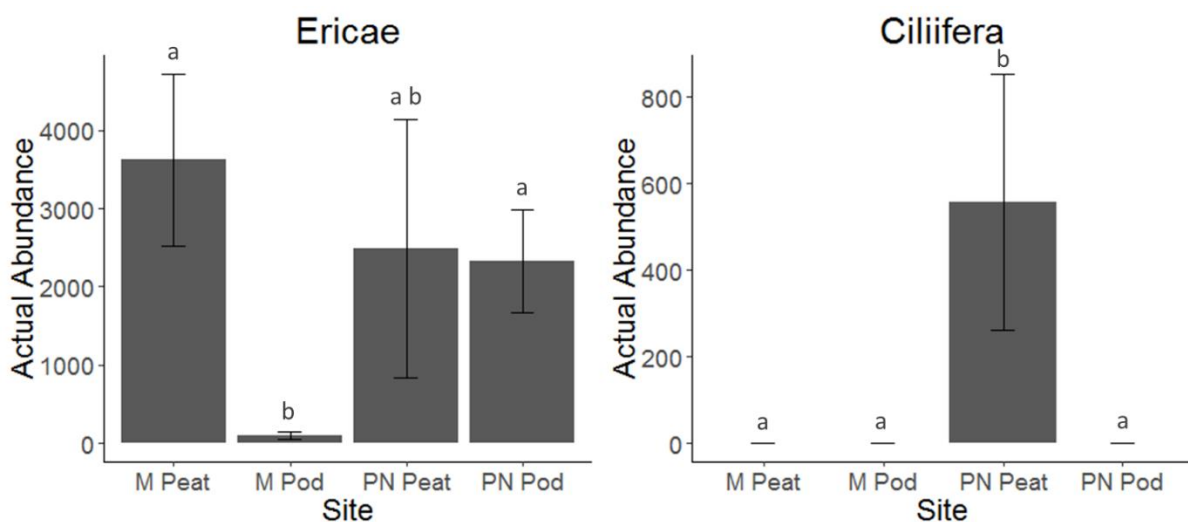 Ericae
Actual Abundance
4000
3000
2000
1000
0
a
b
a b
a
M Peat
M Pod
PN Peat
PN Pod
Site
Ciliifera
Actual Abundance
800
600
400
200
0
a
a
b
a
M Peat
M Pod
PN Peat
PN Pod
Site